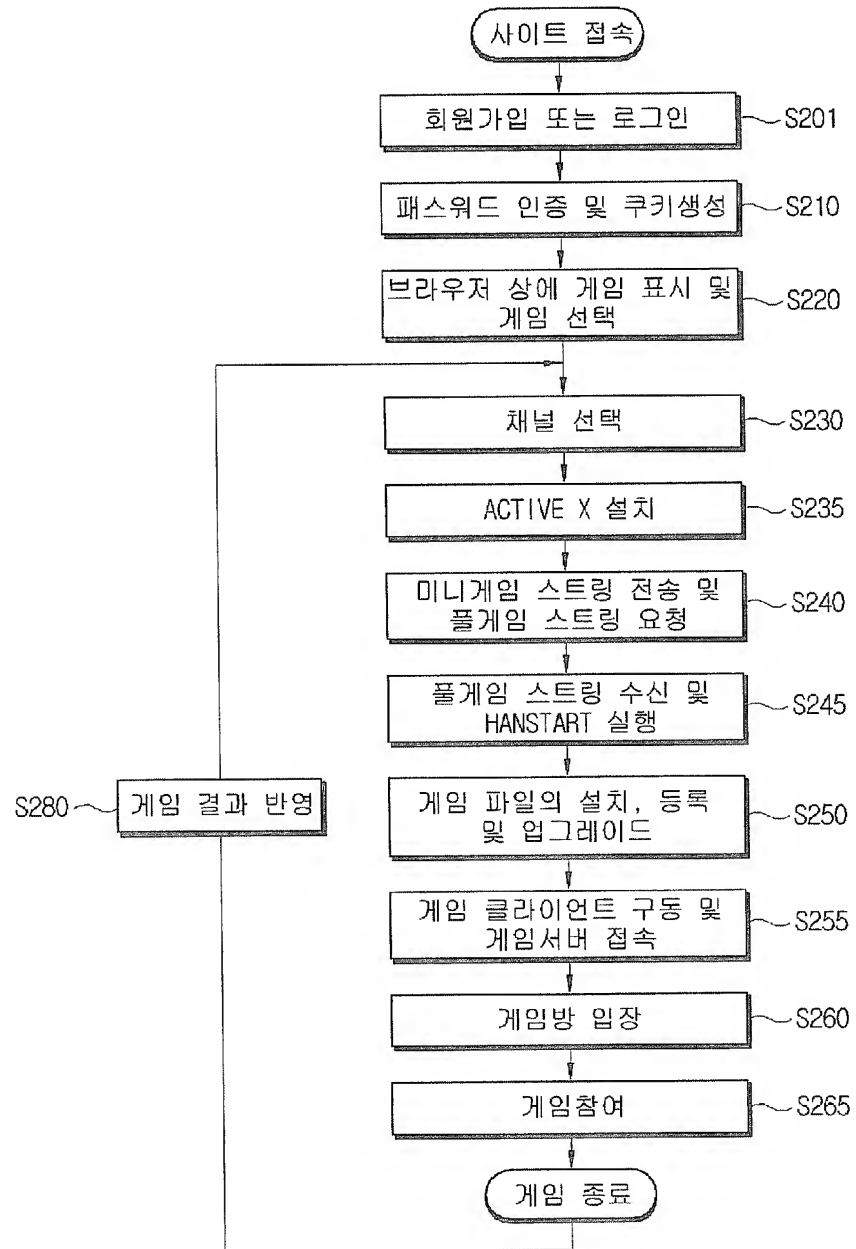 사이트 접속
회원가입 또는 로그인
S201
패스워드 인증 및 쿠키생성
S210
브라우저 상에 게임 표시 및
게임 선택
S220
채널 선택
S230
ACTIVE X 설치
S235
미니게임 스트링 전송 및
풀게임 스트링 요청
S240
풀게임 스트링 수신 및
HANSTART 실행
S245
S280
게임 결과 반영
게임 파일의 설치, 등록
및 업그레이드
S250
게임 클라이언트 구동 및
게임서버 접속
S255
게임방 입장
S260
게임참여
S265
게임 종료